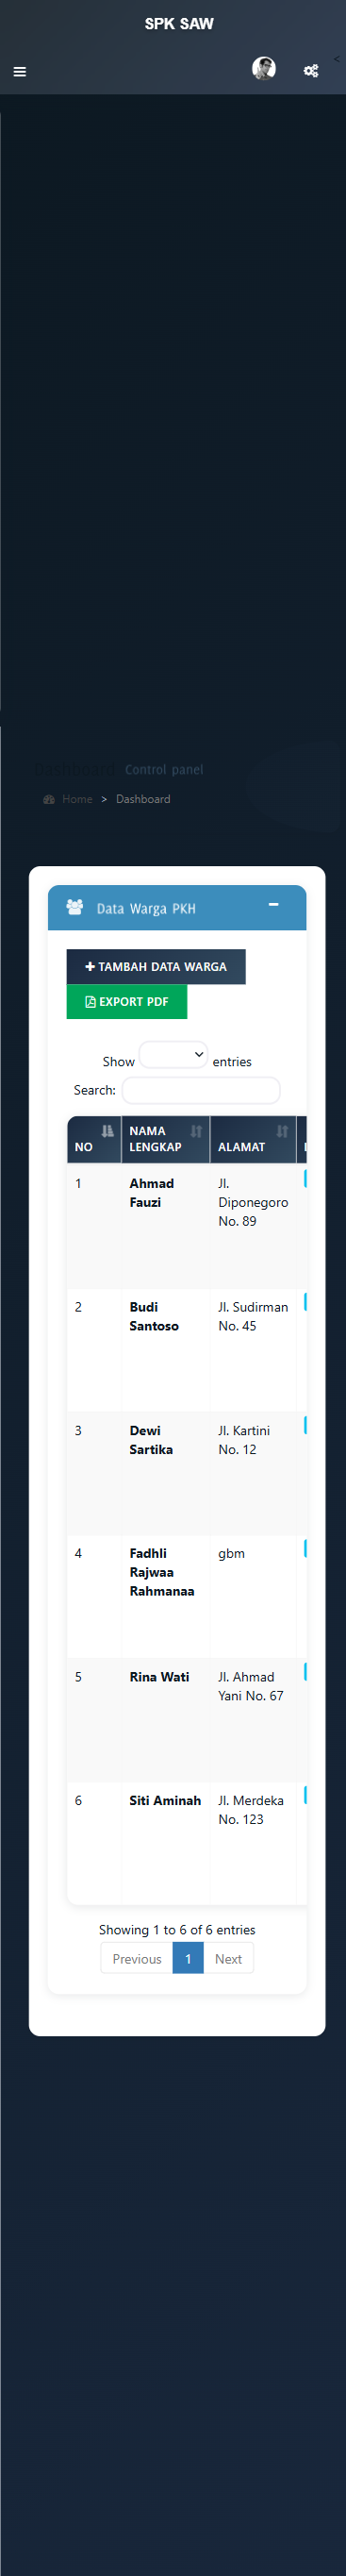 SPK SAW
<
Dashboard Control panel
Home > Dashboard
Data Warga PKH
TAMBAH DATA WARGA
EXPORT PDF
Show entries
Search:
NO NAMA LENGKAP ALAMAT
1 Ahmad Fauzi Jl. Diponegoro No. 89
2 Budi Santoso Jl. Sudirman No. 45
3 Dewi Sartika Jl. Kartini No. 12
4 Fadhli Rajwaa Rahmanaa gbm
5 Rina Wati Jl. Ahmad Yani No. 67
6 Siti Aminah Jl. Merdeka No. 123
Showing 1 to 6 of 6 entries
Previous 1 Next